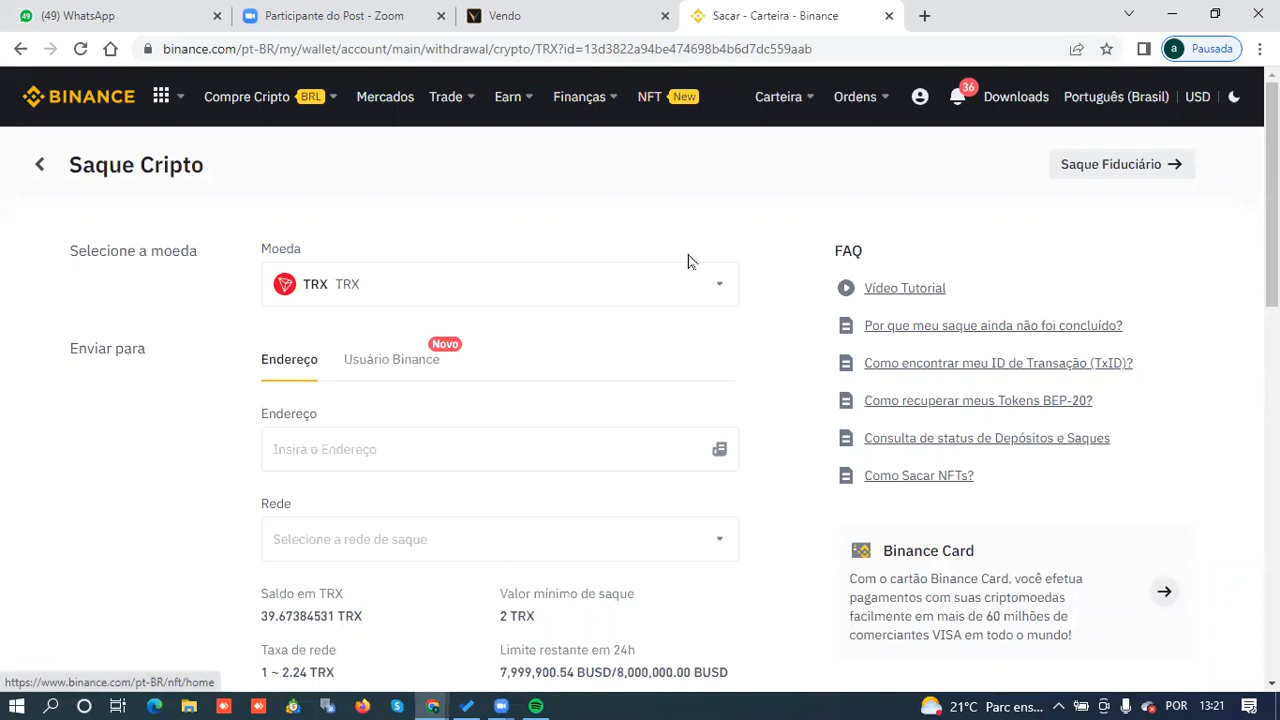 (49) WhatsApp
Participante do Post - Zoom
Vendo
Sacar - Carteira - Binance
binance.com/pt-BR/my/wallet/account/main/withdrawal/crypto/TRX?id=13d3822a94be474698b4b6d7dc559aab
a Pausada
BINANCE
Compre Cripto BRL
Mercados
Trade
Earn
Finanças
NFT New
Carteira
Ordens
36
Downloads
Português (Brasil)
USD
Saque Cripto
Saque Fiduciário
Selecione a moeda
Moeda
TRX TRX
FAQ
Vídeo Tutorial
Por que meu saque ainda não foi concluído?
Como encontrar meu ID de Transação (TxID)?
Como recuperar meus Tokens BEP-20?
Consulta de status de Depósitos e Saques
Como Sacar NFTs?
Enviar para
Endereço
Usuário Binance
Novo
Endereço
Insira o Endereço
Rede
Selecione a rede de saque
Saldo em TRX
39.67384531 TRX
Valor mínimo de saque
2 TRX
Taxa de rede
1 ~ 2.24 TRX
Limite restante em 24h
7,999,900.54 BUSD/8,000,000.00 BUSD
Binance Card
Com o cartão Binance Card, você efetua
pagamentos com suas criptomoedas
facilmente em mais de 60 milhões de
comerciantes VISA em todo o mundo!
https://www.binance.com/pt-BR/nft/home
21°C Parc ens...
POR
13:21